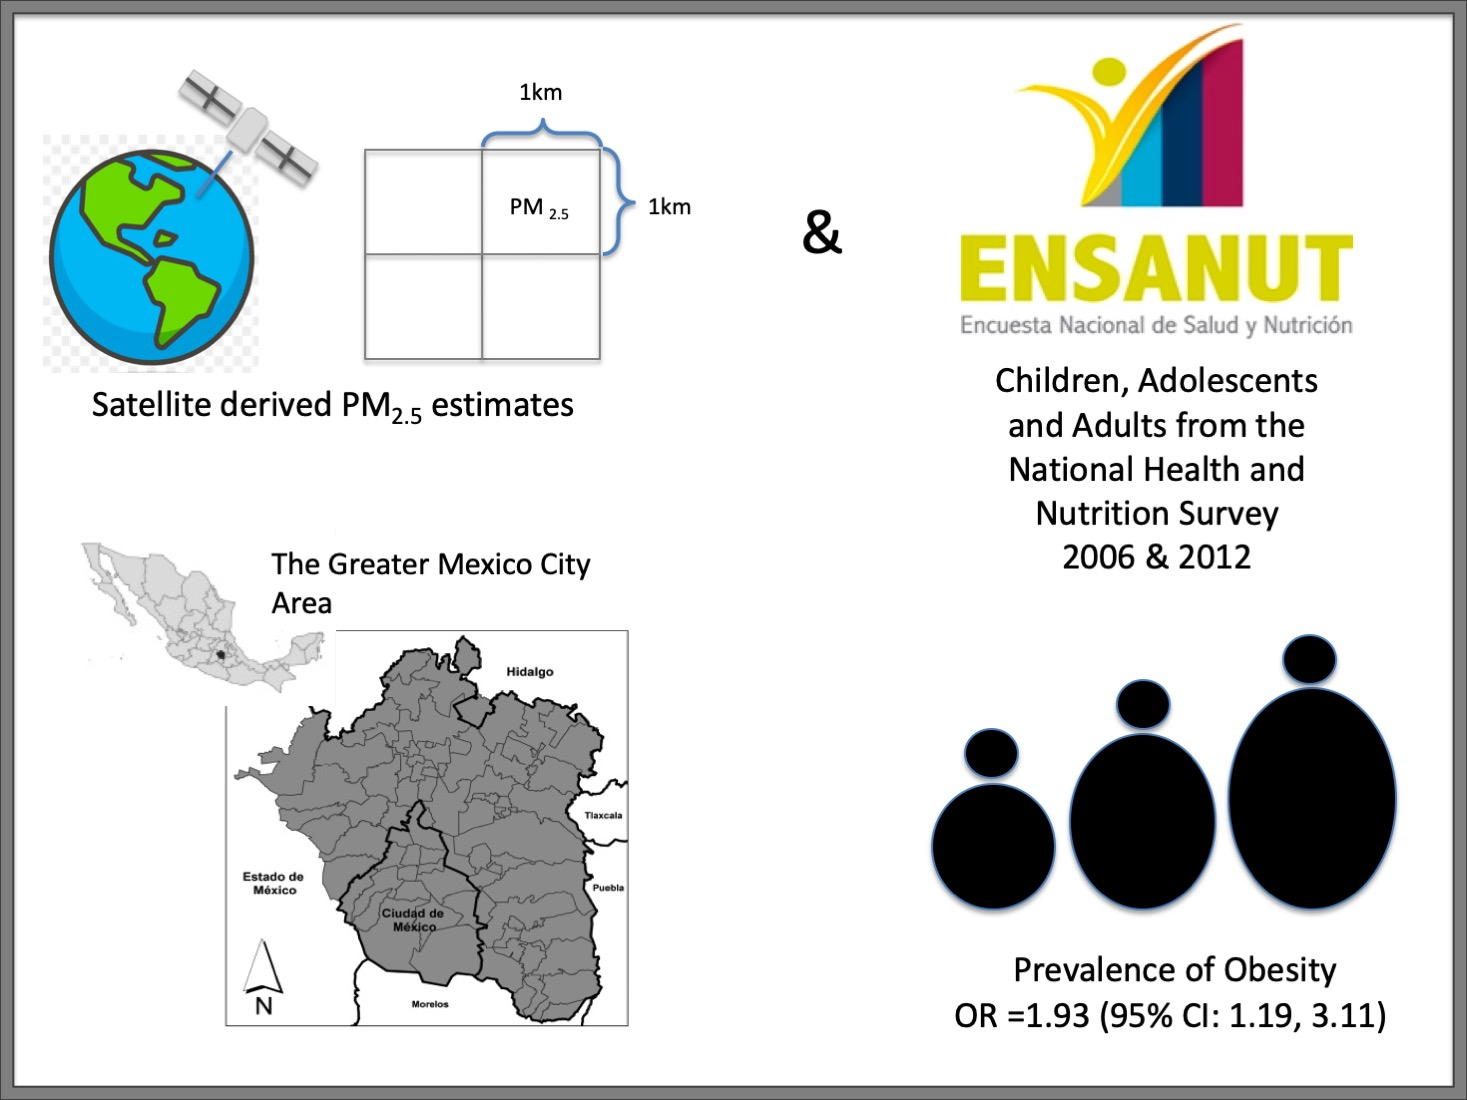 1km
PM 2.5
1km
Satellite derived PM2.5 estimates
&
ENSANUT
Encuesta Nacional de Salud y Nutrición
Children, Adolescents
and Adults from the
National Health and
Nutrition Survey
2006 & 2012
The Greater Mexico City
Area
Hidalgo
Tlaxcala
Estado de
México
Puebla
Ciudad de
México
N
Morelos
Prevalence of Obesity
OR =1.93 (95% CI: 1.19, 3.11)